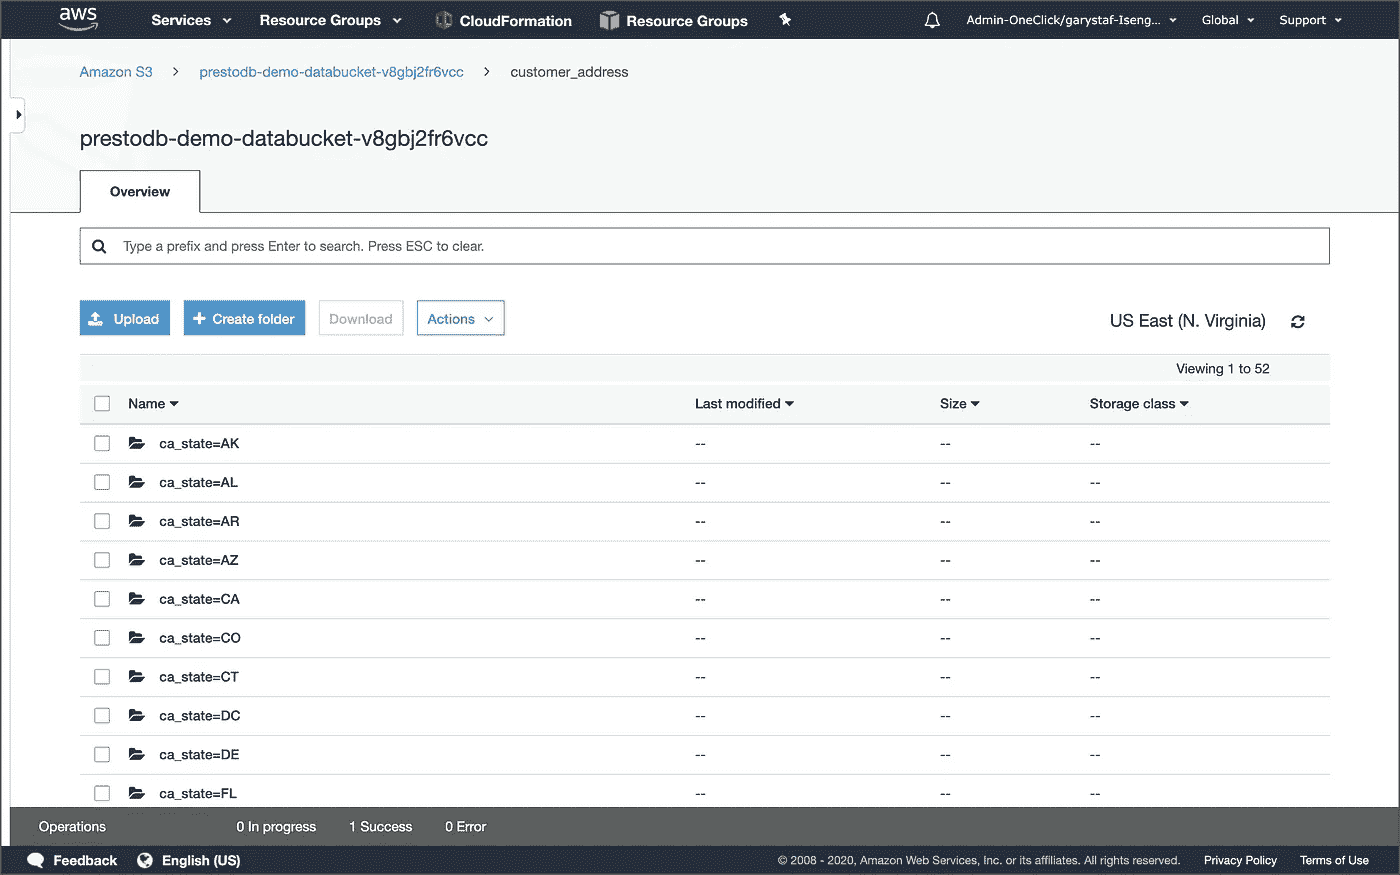 aws Services Resource Groups CloudFormation Resource Groups Admin-OneClick/garystaf-Iseng... Global Support
Amazon S3 > prestodb-demo-databucket-v8gbj2fr6vcc > customer_address
prestodb-demo-databucket-v8gbj2fr6vcc
Overview
Type a prefix and press Enter to search. Press ESC to clear.
Upload + Create folder Download Actions US East (N. Virginia)
Viewing 1 to 52
Name Last modified Size Storage class
ca_state=AK -- -- --
ca_state=AL -- -- --
ca_state=AR -- -- --
ca_state=AZ -- -- --
ca_state=CA -- -- --
ca_state=CO -- -- --
ca_state=CT -- -- --
ca_state=DC -- -- --
ca_state=DE -- -- --
ca_state=FL -- -- --
Operations 0 In progress 1 Success 0 Error
Feedback English (US) © 2008 - 2020, Amazon Web Services, Inc. or its affiliates. All rights reserved. Privacy Policy Terms of Use